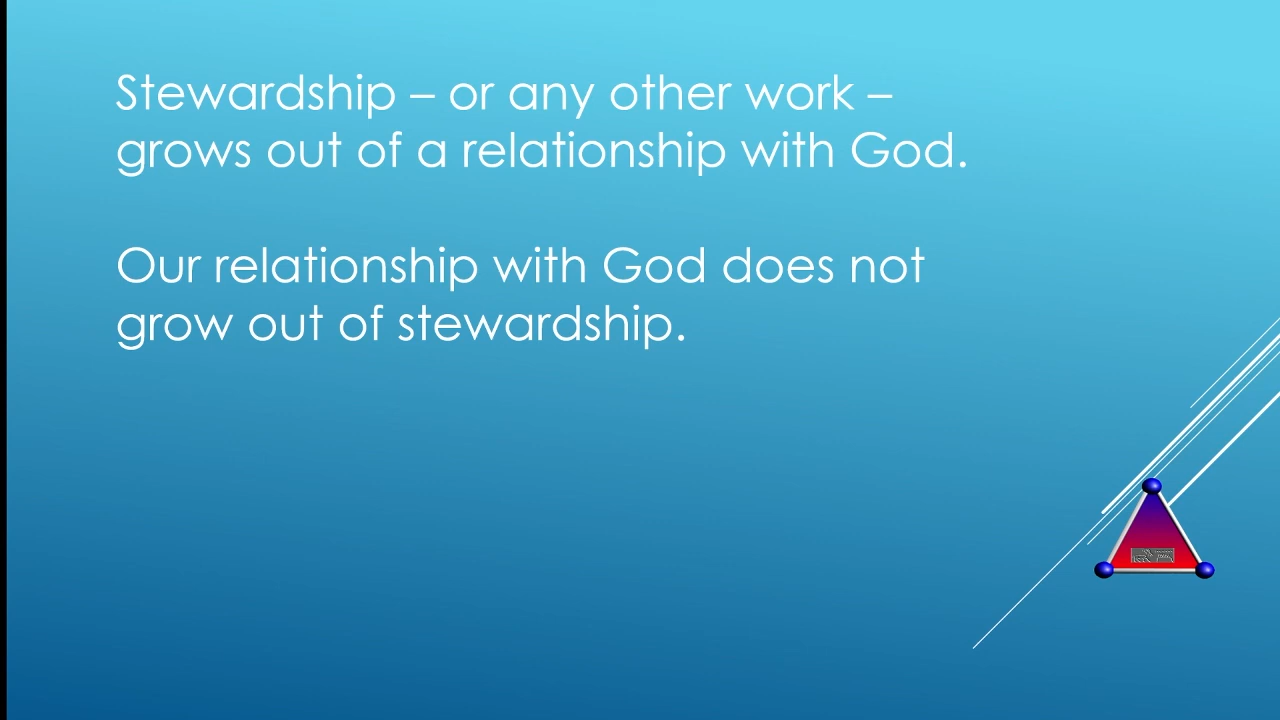 Stewardship – or any other work –
grows out of a relationship with God.
Our relationship with God does not
grow out of stewardship.